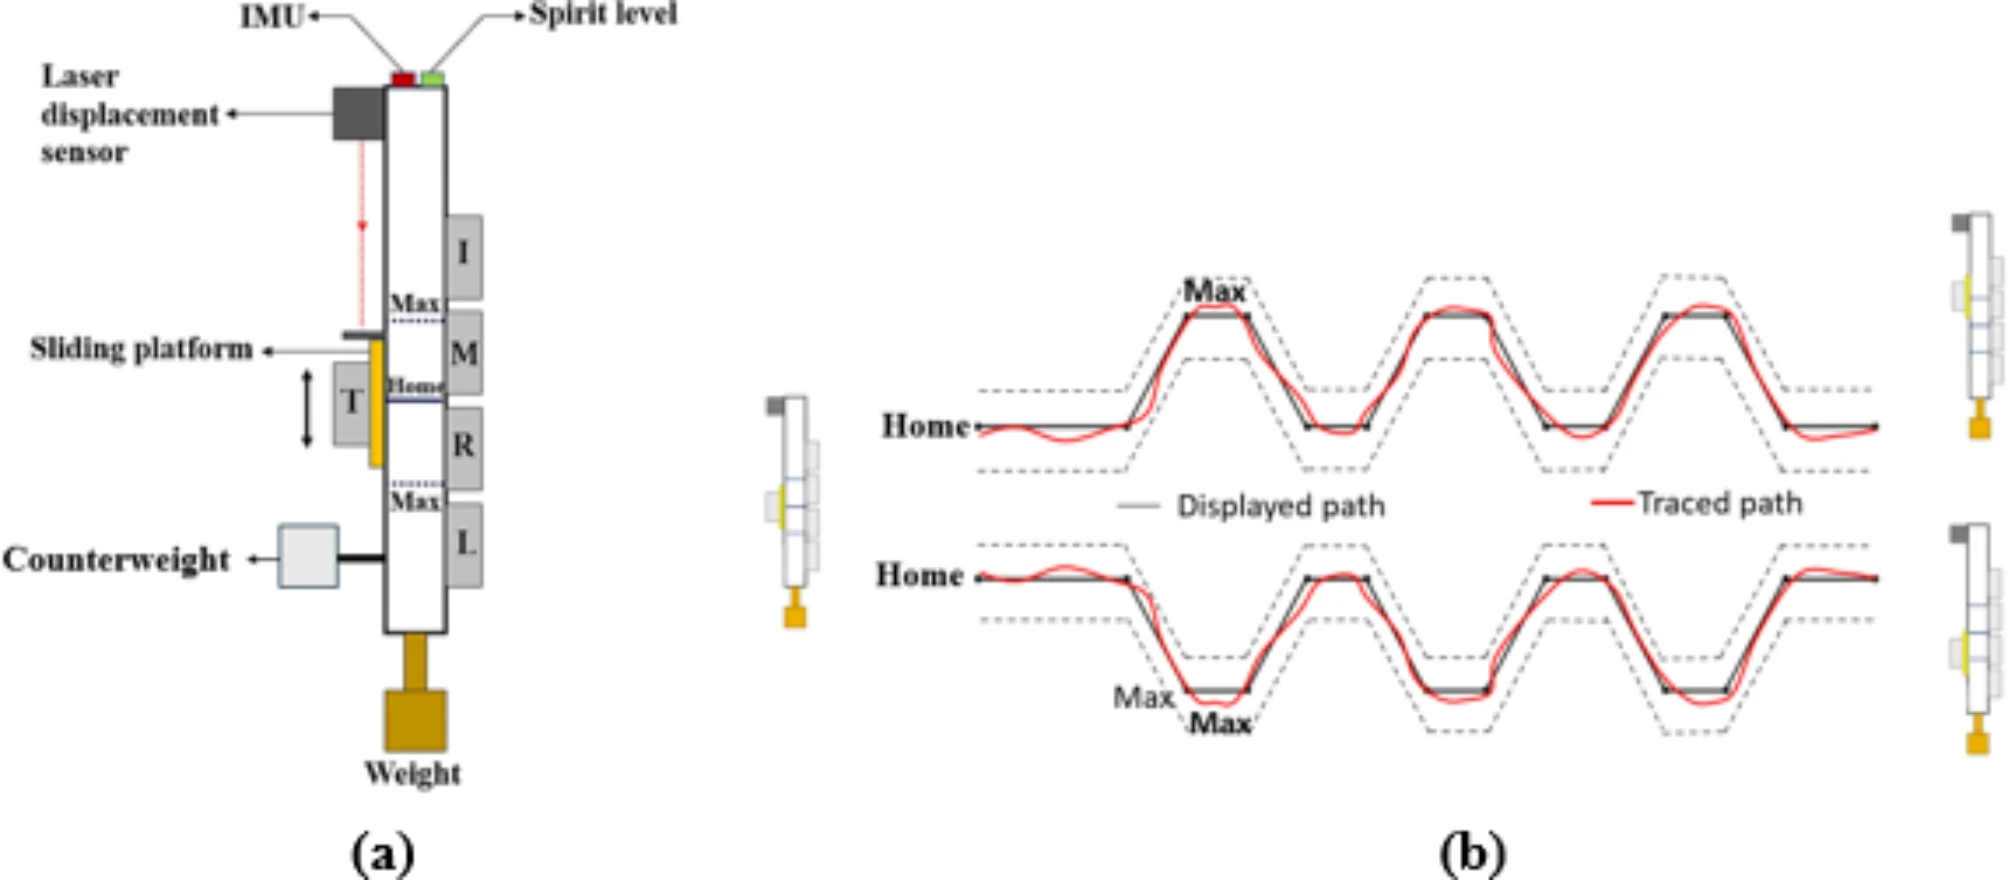 IMU
Spirit level
Laser
displacement
sensor
I
Max
M
Sliding platform
Home
T
R
Max
L
Counterweight
Weight
(a)
Max
Home
Displayed path
Traced path
Home
Max
Max
(b)